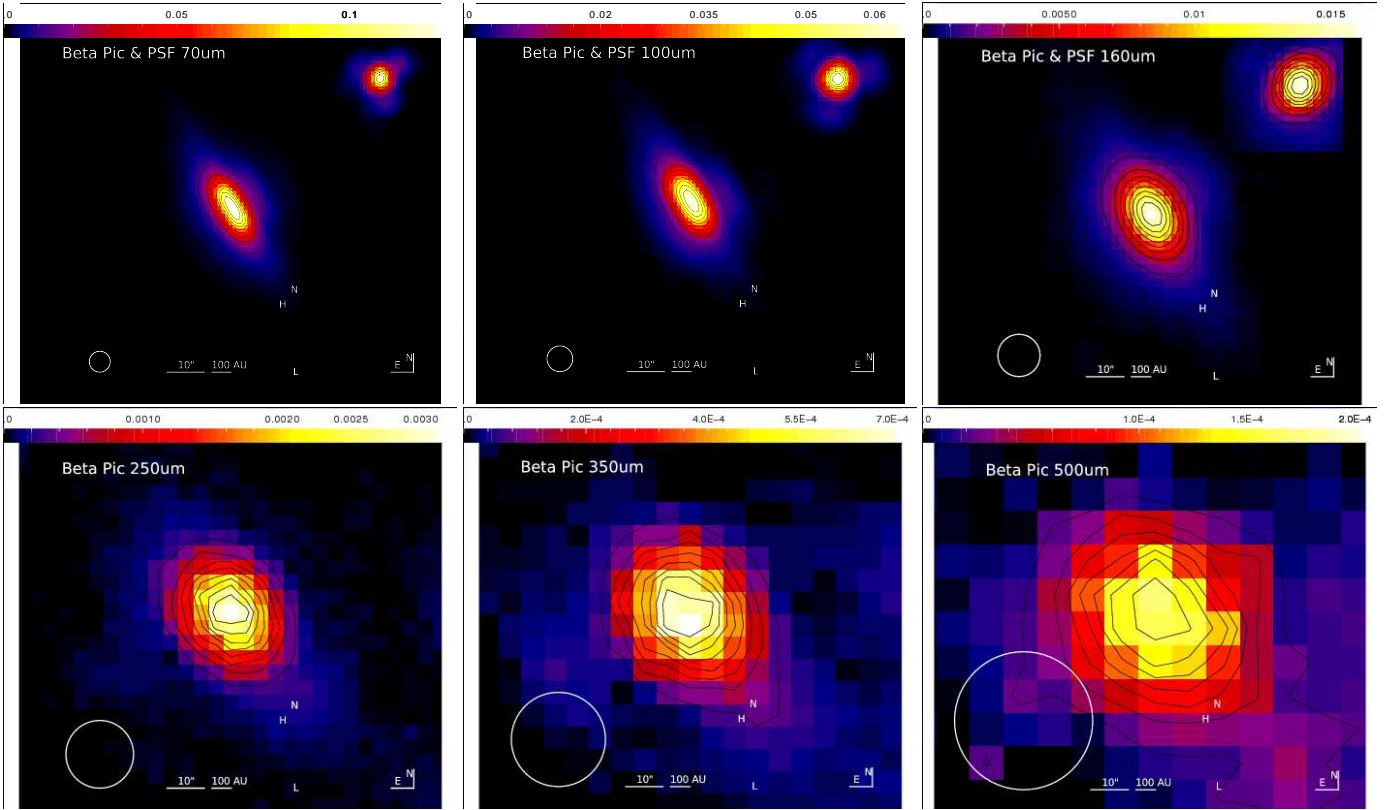 .0 0.05 0.1
Beta Pic & PSF 70um
N
H
10" 100 AU
L
N
E
.0 0.02 0.035 0.05 0.06
Beta Pic & PSF 100um
N
H
10" 100 AU
L
N
E
.0 0.0050 0.01 0.015
Beta Pic & PSF 160um
N
H
10" 100 AU
L
N
E
.0 0.0010 0.0020 0.0025 0.0030
Beta Pic 250um
N
H
10" 100 AU
L
N
E
.0 2.0E-4 4.0E-4 5.5E-4 7.0E-4
Beta Pic 350um
N
H
10" 100 AU
L
N
E
.0 1.0E-4 1.5E-4 2.0E-4
Beta Pic 500um
N
H
10" 100 AU
L
N
E